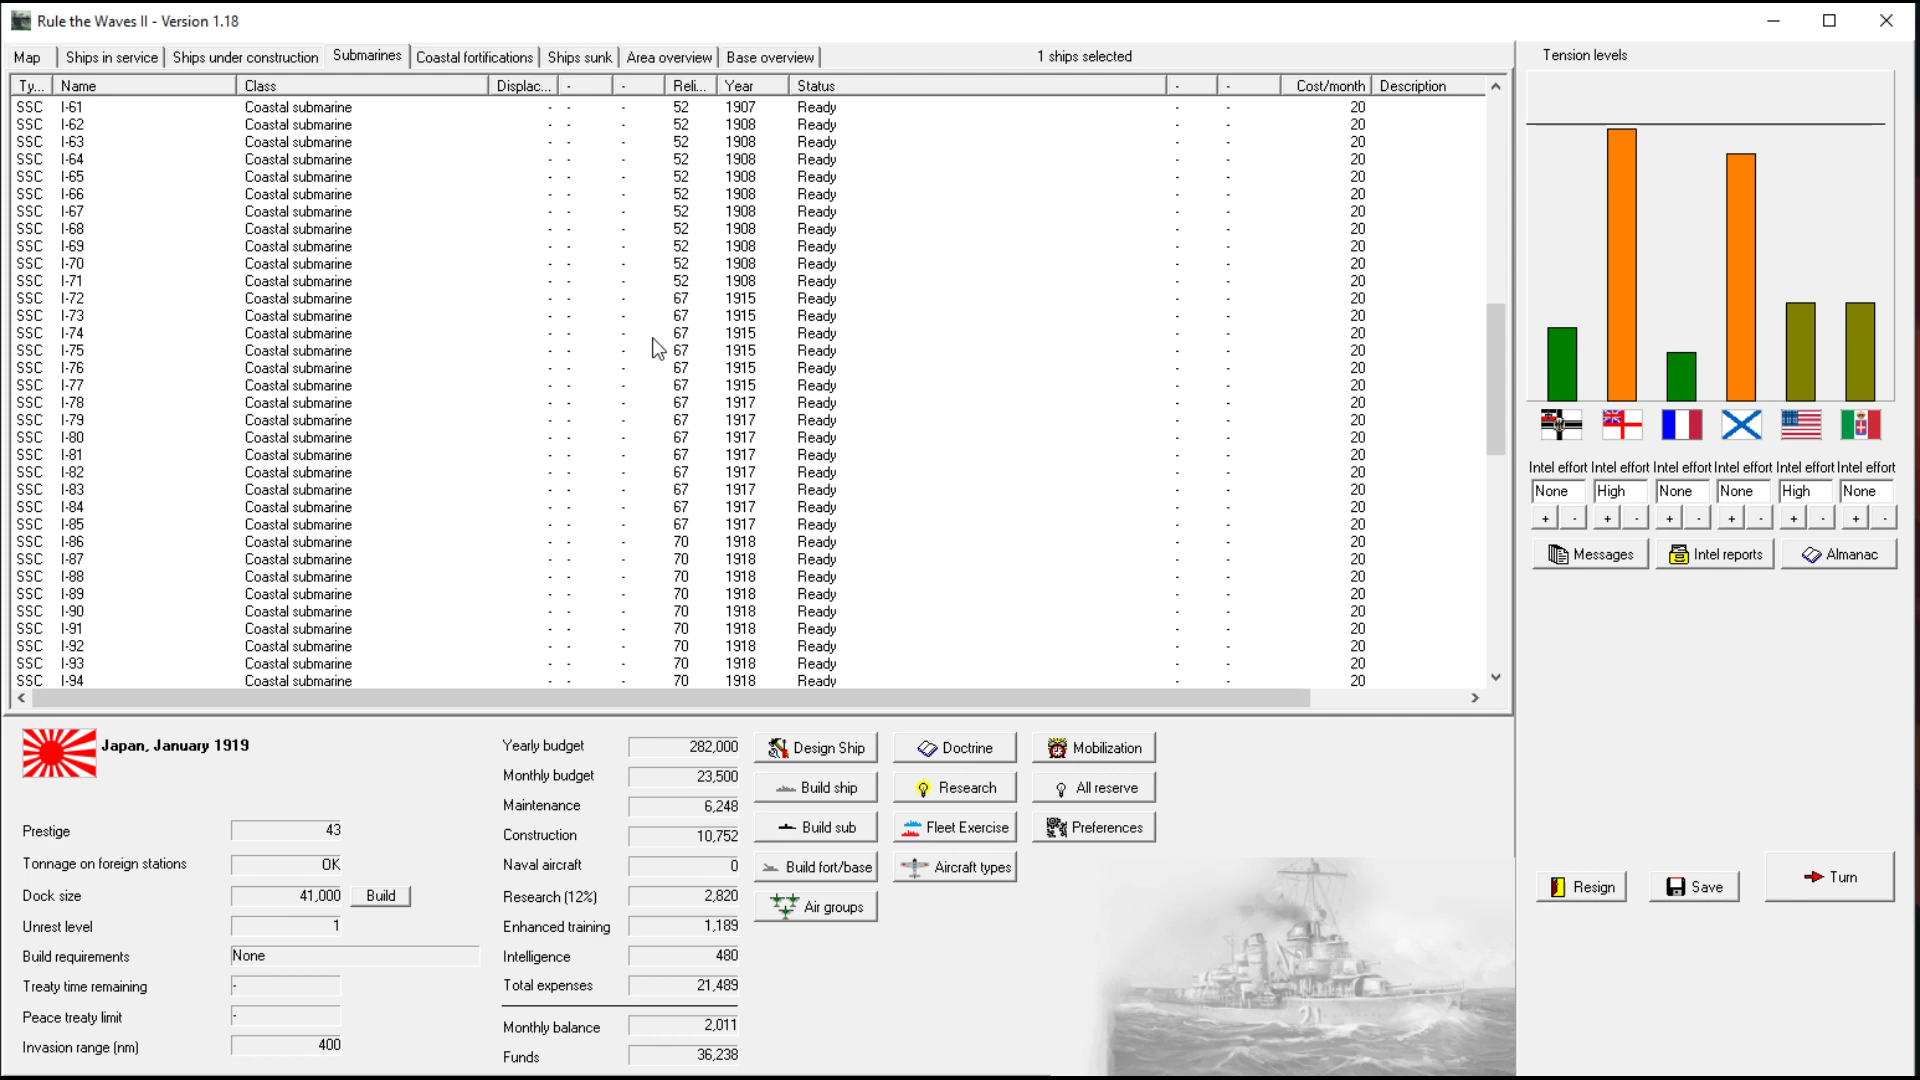 Rule the Waves II - Version 1.18
Map Ships in service Ships under construction Submarines Coastal fortifications Ships sunk Area overview Base overview 1 ships selected
Ty... Name Class Displac... - - Reli... Year Status - - Cost/month Description
SSC I-61 Coastal submarine - - - 52 1907 Ready - - 20
SSC I-62 Coastal submarine - - - 52 1908 Ready - - 20
SSC I-63 Coastal submarine - - - 52 1908 Ready - - 20
SSC I-64 Coastal submarine - - - 52 1908 Ready - - 20
SSC I-65 Coastal submarine - - - 52 1908 Ready - - 20
SSC I-66 Coastal submarine - - - 52 1908 Ready - - 20
SSC I-67 Coastal submarine - - - 52 1908 Ready - - 20
SSC I-68 Coastal submarine - - - 52 1908 Ready - - 20
SSC I-69 Coastal submarine - - - 52 1908 Ready - - 20
SSC I-70 Coastal submarine - - - 52 1908 Ready - - 20
SSC I-71 Coastal submarine - - - 52 1908 Ready - - 20
SSC I-72 Coastal submarine - - - 67 1915 Ready - - 20
SSC I-73 Coastal submarine - - - 67 1915 Ready - - 20
SSC I-74 Coastal submarine - - - 67 1915 Ready - - 20
SSC I-75 Coastal submarine - - - 67 1915 Ready - - 20
SSC I-76 Coastal submarine - - - 67 1915 Ready - - 20
SSC I-77 Coastal submarine - - - 67 1915 Ready - - 20
SSC I-78 Coastal submarine - - - 67 1917 Ready - - 20
SSC I-79 Coastal submarine - - - 67 1917 Ready - - 20
SSC I-80 Coastal submarine - - - 67 1917 Ready - - 20
SSC I-81 Coastal submarine - - - 67 1917 Ready - - 20
SSC I-82 Coastal submarine - - - 67 1917 Ready - - 20
SSC I-83 Coastal submarine - - - 67 1917 Ready - - 20
SSC I-84 Coastal submarine - - - 67 1917 Ready - - 20
SSC I-85 Coastal submarine - - - 67 1917 Ready - - 20
SSC I-86 Coastal submarine - - - 70 1918 Ready - - 20
SSC I-87 Coastal submarine - - - 70 1918 Ready - - 20
SSC I-88 Coastal submarine - - - 70 1918 Ready - - 20
SSC I-89 Coastal submarine - - - 70 1918 Ready - - 20
SSC I-90 Coastal submarine - - - 70 1918 Ready - - 20
SSC I-91 Coastal submarine - - - 70 1918 Ready - - 20
SSC I-92 Coastal submarine - - - 70 1918 Ready - - 20
SSC I-93 Coastal submarine - - - 70 1918 Ready - - 20
SSC I-94 Coastal submarine - - - 70 1918 Ready - - 20
Tension levels
Intel effort Intel effort Intel effort Intel effort Intel effort Intel effort
None High None None High None
+ - + - + - + - + - + -
Messages Intel reports Almanac
Japan, January 1919
Prestige 43
Tonnage on foreign stations OK
Dock size 41,000 Build
Unrest level 1
Build requirements None
Treaty time remaining -
Peace treaty limit -
Invasion range (nm) 400
Yearly budget 282,000
Monthly budget 23,500
Maintenance 6,248
Construction 10,752
Naval aircraft 0
Research (12%) 2,820
Enhanced training 1,189
Intelligence 480
Total expenses 21,489
Monthly balance 2,011
Funds 36,238
Design Ship Doctrine Mobilization
Build ship Research All reserve
Build sub Fleet Exercise Preferences
Build fort/base Aircraft types
Air groups
Resign Save Turn